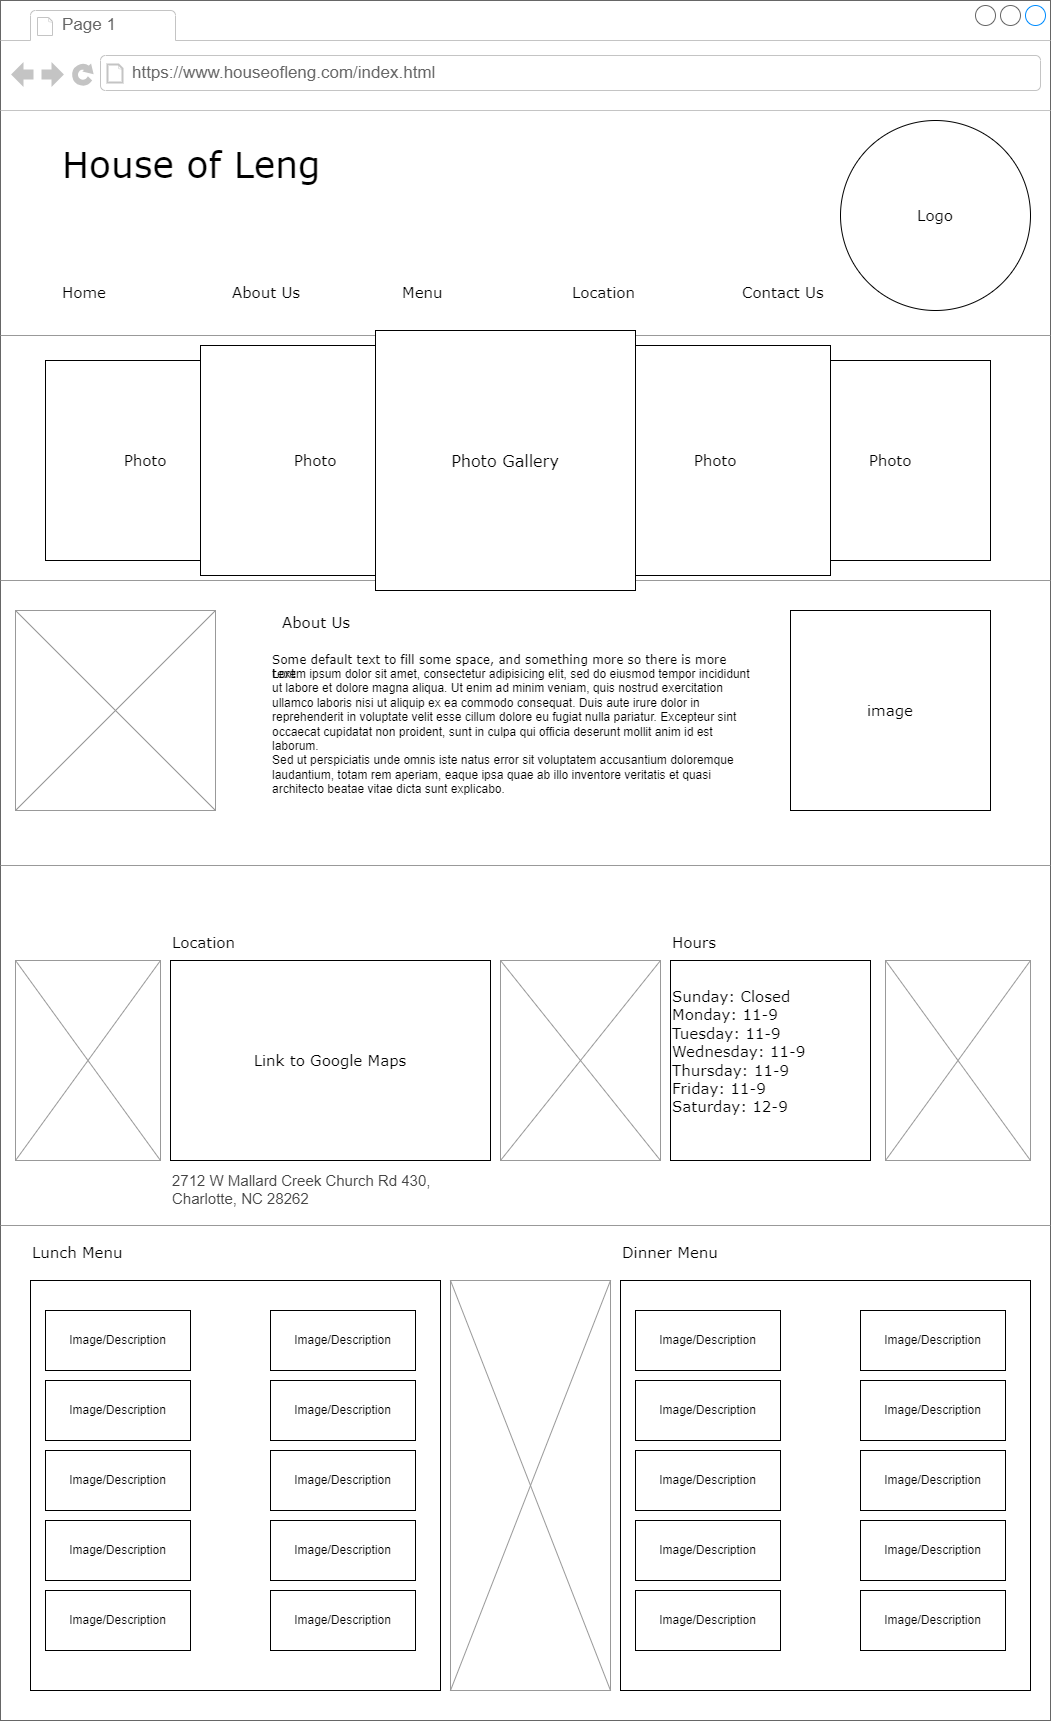 Page 1
https://www.houseofleng.com/index.html
House of Leng
Logo
Home
About Us
Menu
Location
Contact Us
Photo
Photo
Photo Gallery
Photo
Photo
About Us
Some default text to fill some space, and something more so there is more
text
Lorem ipsum dolor sit amet, consectetur adipisicing elit, sed do eiusmod tempor incididunt
ut labore et dolore magna aliqua. Ut enim ad minim veniam, quis nostrud exercitation
ullamco laboris nisi ut aliquip ex ea commodo consequat. Duis aute irure dolor in
reprehenderit in voluptate velit esse cillum dolore eu fugiat nulla pariatur. Excepteur sint
occaecat cupidatat non proident, sunt in culpa qui officia deserunt mollit anim id est
laborum.
Sed ut perspiciatis unde omnis iste natus error sit voluptatem accusantium doloremque
laudantium, totam rem aperiam, eaque ipsa quae ab illo inventore veritatis et quasi
architecto beatae vitae dicta sunt explicabo.
image
Location
Link to Google Maps
2712 W Mallard Creek Church Rd 430,
Charlotte, NC 28262
Hours
Sunday: Closed
Monday: 11-9
Tuesday: 11-9
Wednesday: 11-9
Thursday: 11-9
Friday: 11-9
Saturday: 12-9
Lunch Menu
Image/Description
Image/Description
Image/Description
Image/Description
Image/Description
Image/Description
Image/Description
Image/Description
Image/Description
Image/Description
Dinner Menu
Image/Description
Image/Description
Image/Description
Image/Description
Image/Description
Image/Description
Image/Description
Image/Description
Image/Description
Image/Description